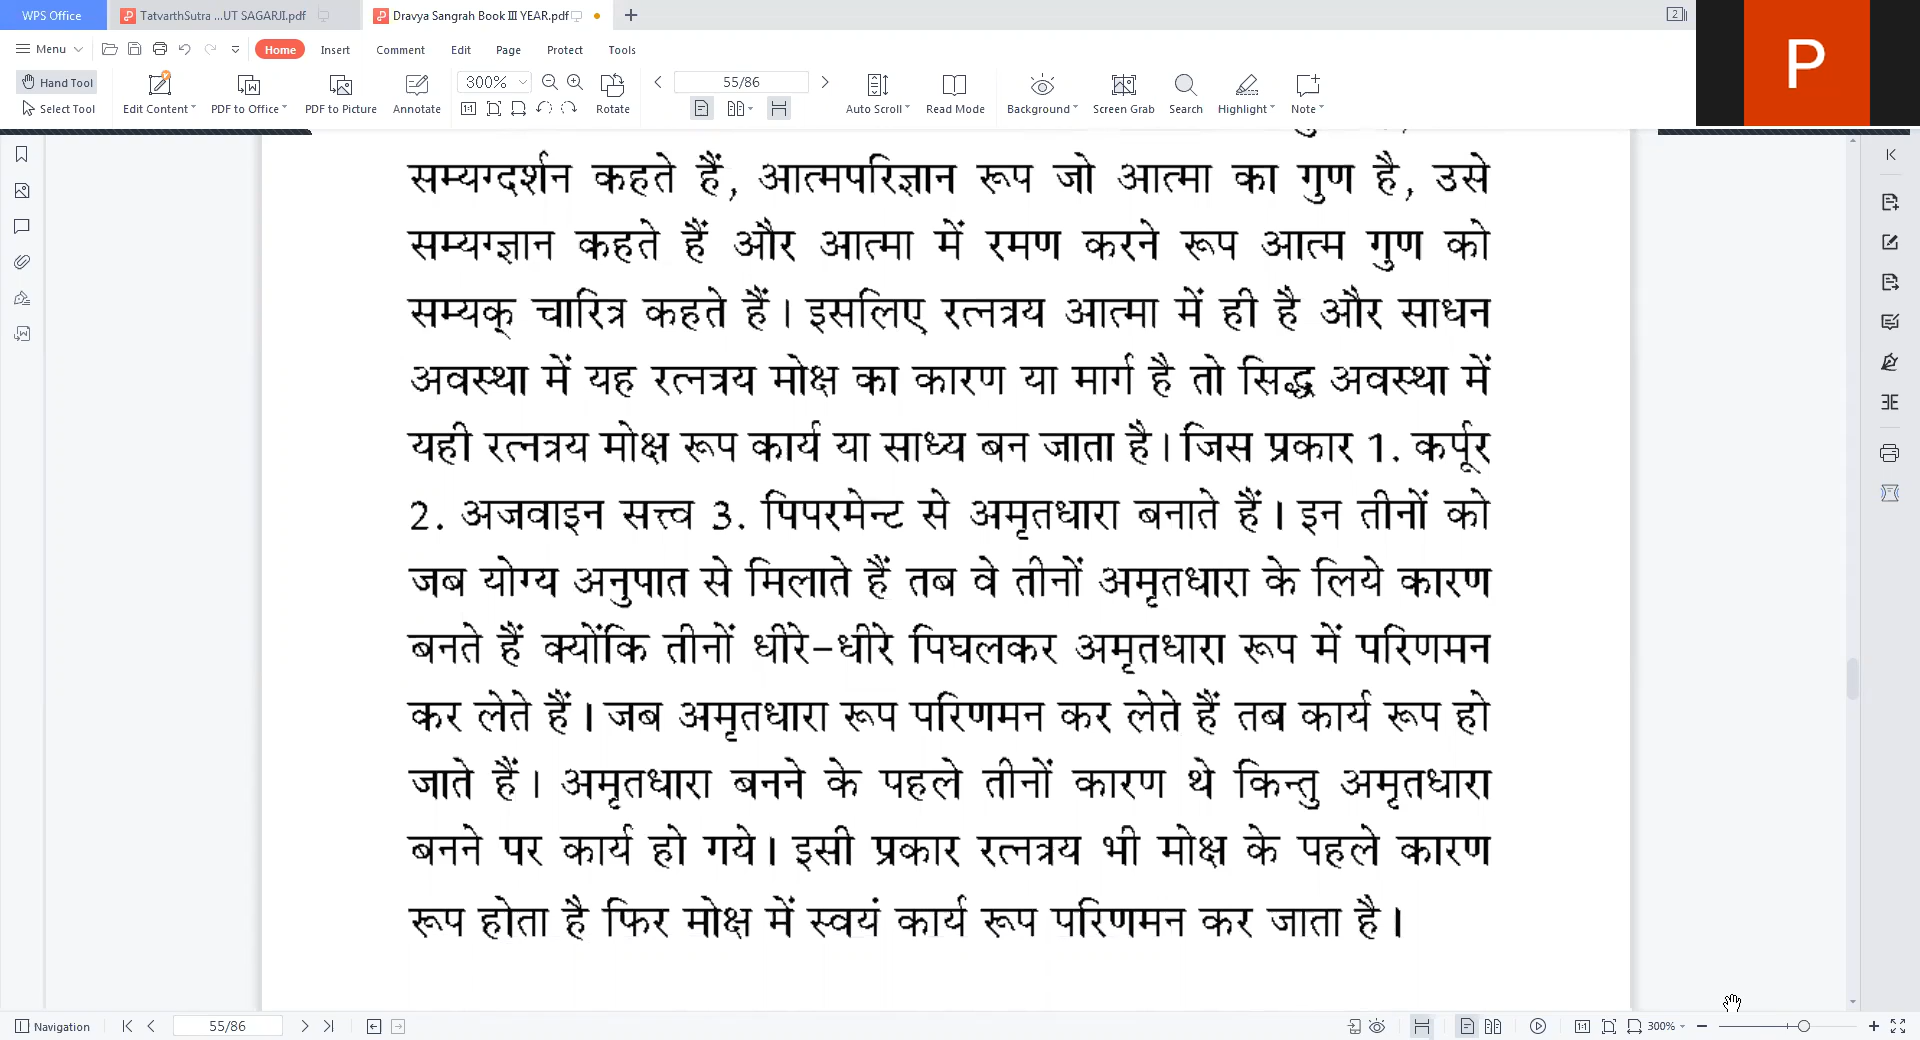 WPS Office
TatvarthSutra ...UT SAGARJI.pdf
Dravya Sangrah Book III YEAR.pdf
2
Menu
Home
Insert
Comment
Edit
Page
Protect
Tools
P
Hand Tool
Select Tool
Edit Content
PDF to Office
PDF to Picture
Annotate
300%
Rotate
55/86
Auto Scroll
Read Mode
Background
Screen Grab
Search
Highlight
Note
सम्यग्दर्शन कहते हैं, आत्मपरिज्ञान रूप जो आत्मा का गुण है, उसे
सम्यग्ज्ञान कहते हैं और आत्मा में रमण करने रूप आत्म गुण को
सम्यक् चारित्र कहते हैं। इसलिए रत्नत्रय आत्मा में ही है और साधन
अवस्था में यह रत्नत्रय मोक्ष का कारण या मार्ग है तो सिद्ध अवस्था में
यही रत्नत्रय मोक्ष रूप कार्य या साध्य बन जाता है। जिस प्रकार 1. कर्पूर
2. अजवाइन सत्त्व 3. पिपरमेन्ट से अमृतधारा बनाते हैं। इन तीनों को
जब योग्य अनुपात से मिलाते हैं तब वे तीनों अमृतधारा के लिये कारण
बनते हैं क्योंकि तीनों धीरे-धीरे पिघलकर अमृतधारा रूप में परिणमन
कर लेते हैं। जब अमृतधारा रूप परिणमन कर लेते हैं तब कार्य रूप हो
जाते हैं। अमृतधारा बनने के पहले तीनों कारण थे किन्तु अमृतधारा
बनने पर कार्य हो गये। इसी प्रकार रत्नत्रय भी मोक्ष के पहले कारण
रूप होता है फिर मोक्ष में स्वयं कार्य रूप परिणमन कर जाता है।
Navigation
55/86
300%